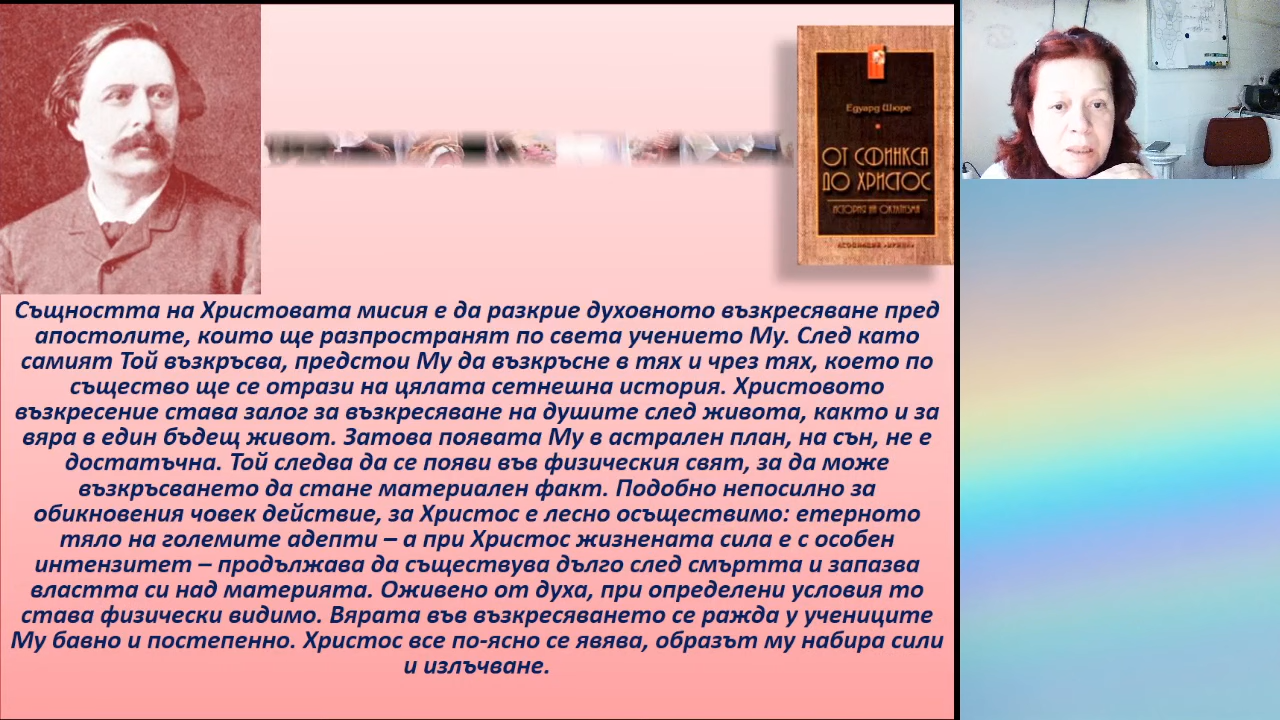 Едуард Шюре
ОТ СФИНКСА
ДО ХРИСТОС
ИСТОРИЯ НА ОКУЛТИЗМА
Същността на Христовата мисия е да разкрие духовното възкресяване пред
апостолите, които ще разпространят по света учението Му. След като
самият Той възкръсва, предстои Му да възкръсне в тях и чрез тях, което по
същество ще се отрази на цялата сетнешна история. Христовото
възкресение става залог за възкресяване на душите след живота, както и за
вяра в един бъдещ живот. Затова появата Му в астрален план, на сън, не е
достатъчна. Той следва да се появи във физическия свят, за да може
възкръсването да стане материален факт. Подобно непосилно за
обикновения човек действие, за Христос е лесно осъществимо: етерното
тяло на големите адепти – а при Христос жизнената сила е с особен
интензитет – продължава да съществува дълго след смъртта и запазва
властта си над материята. Оживено от духа, при определени условия то
става физически видимо. Вярата във възкресяването се ражда у учениците
Му бавно и постепенно. Христос все по-ясно се явява, образът му набира сили
и излъчване.